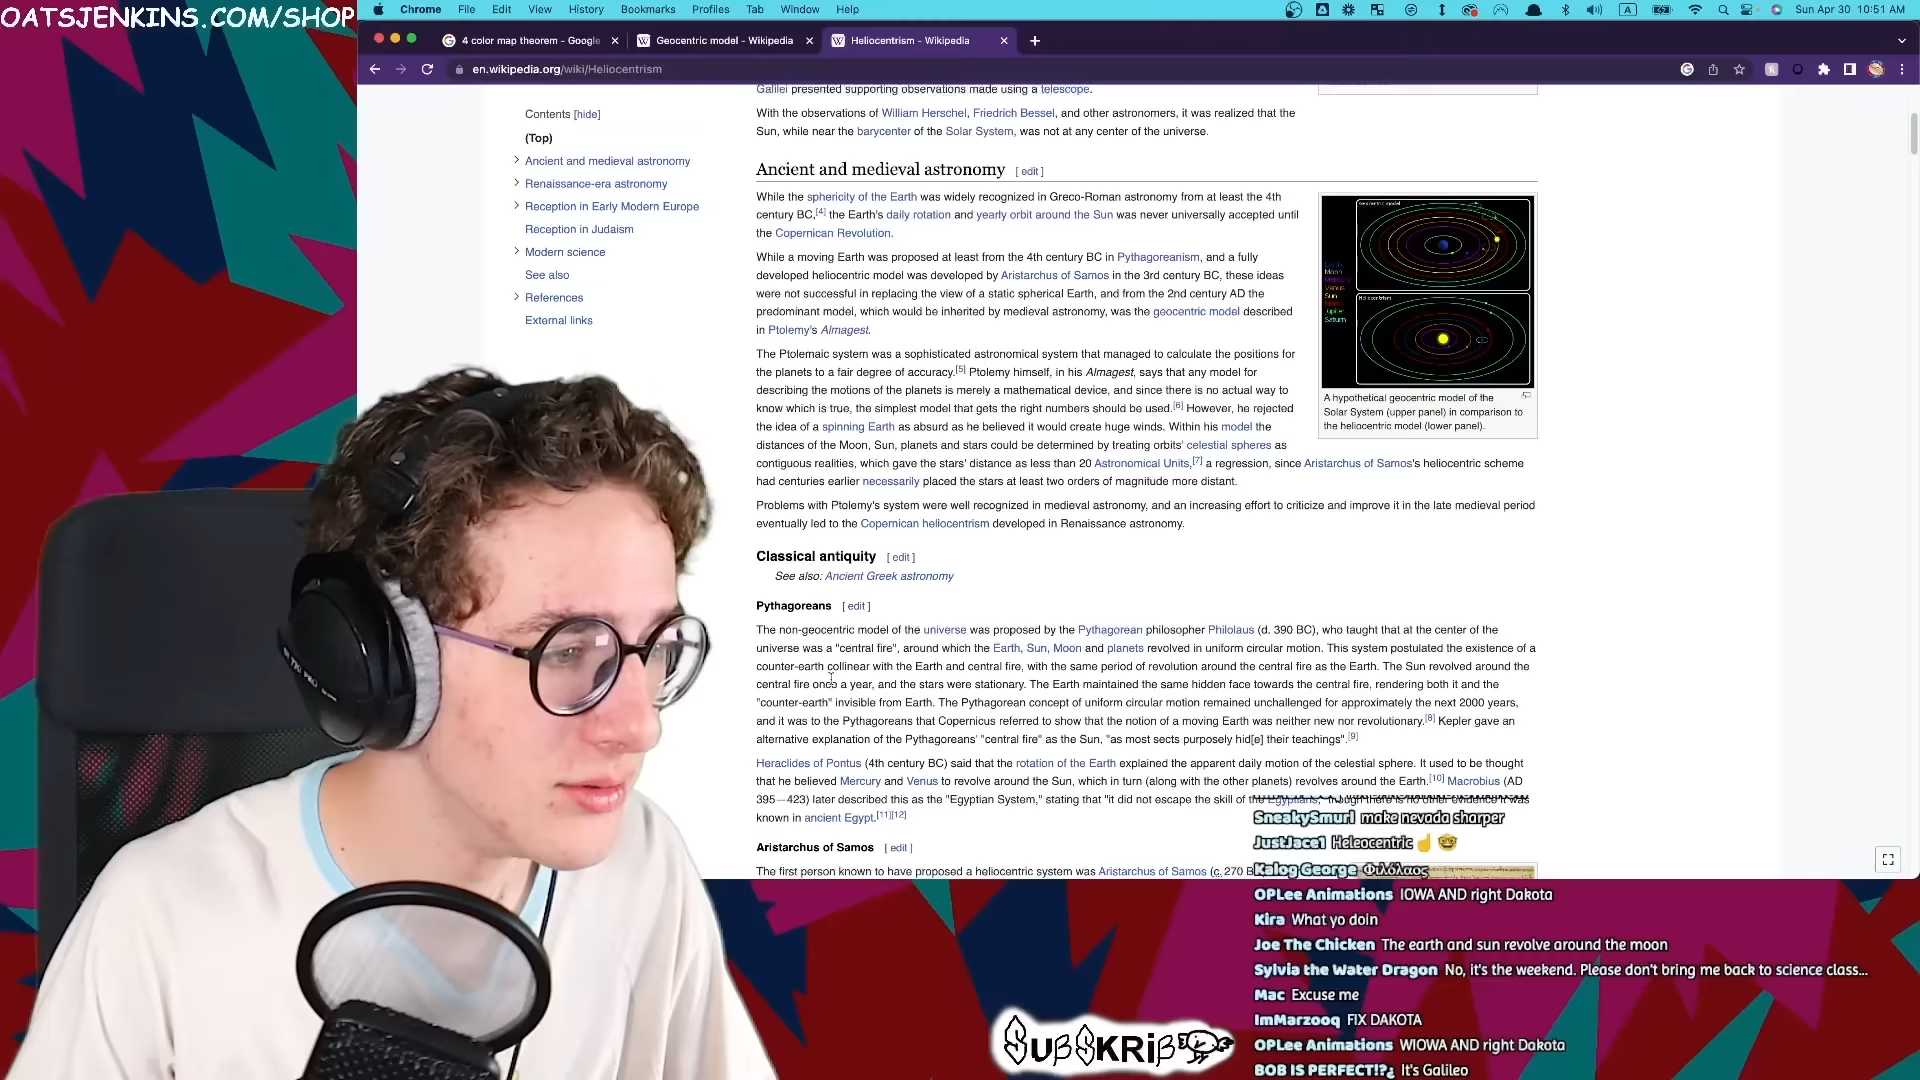 OATSJENKINS.COM/SHOP
Chrome File Edit View History Bookmarks Profiles Tab Window Help
Sun Apr 30 10:51 AM
4 color map theorem - Google
Geocentric model - Wikipedia
Heliocentrism - Wikipedia
en.wikipedia.org/wiki/Heliocentrism
Contents [hide]
(Top)
Ancient and medieval astronomy
Renaissance-era astronomy
Reception in Early Modern Europe
Reception in Judaism
Modern science
See also
References
External links
Galilei presented supporting observations made using a telescope.
With the observations of William Herschel, Friedrich Bessel, and other astronomers, it was realized that the
Sun, while near the barycenter of the Solar System, was not at any center of the universe.
Ancient and medieval astronomy [ edit ]
While the sphericity of the Earth was widely recognized in Greco-Roman astronomy from at least the 4th
century BC,[4] the Earth's daily rotation and yearly orbit around the Sun was never universally accepted until
the Copernican Revolution.
While a moving Earth was proposed at least from the 4th century BC in Pythagoreanism, and a fully
developed heliocentric model was developed by Aristarchus of Samos in the 3rd century BC, these ideas
were not successful in replacing the view of a static spherical Earth, and from the 2nd century AD the
predominant model, which would be inherited by medieval astronomy, was the geocentric model described
in Ptolemy's Almagest.
The Ptolemaic system was a sophisticated astronomical system that managed to calculate the positions for
the planets to a fair degree of accuracy.[5] Ptolemy himself, in his Almagest, says that any model for
describing the motions of the planets is merely a mathematical device, and since there is no actual way to
know which is true, the simplest model that gets the right numbers should be used.[6] However, he rejected
the idea of a spinning Earth as absurd as he believed it would create huge winds. Within his model the
distances of the Moon, Sun, planets and stars could be determined by treating orbits' celestial spheres as
contiguous realities, which gave the stars' distance as less than 20 Astronomical Units,[7] a regression, since Aristarchus of Samos's heliocentric scheme
had centuries earlier necessarily placed the stars at least two orders of magnitude more distant.
Problems with Ptolemy's system were well recognized in medieval astronomy, and an increasing effort to criticize and improve it in the late medieval period
eventually led to the Copernican heliocentrism developed in Renaissance astronomy.
Geocentric model
Moon
Venus
Sun
Jupiter
Saturn
Heliocentrism
A hypothetical geocentric model of the
Solar System (upper panel) in comparison to
the heliocentric model (lower panel).
Classical antiquity [ edit ]
See also: Ancient Greek astronomy
Pythagoreans [ edit ]
The non-geocentric model of the universe was proposed by the Pythagorean philosopher Philolaus (d. 390 BC), who taught that at the center of the
universe was a "central fire", around which the Earth, Sun, Moon and planets revolved in uniform circular motion. This system postulated the existence of a
counter-earth collinear with the Earth and central fire, with the same period of revolution around the central fire as the Earth. The Sun revolved around the
central fire once a year, and the stars were stationary. The Earth maintained the same hidden face towards the central fire, rendering both it and the
"counter-earth" invisible from Earth. The Pythagorean concept of uniform circular motion remained unchallenged for approximately the next 2000 years,
and it was to the Pythagoreans that Copernicus referred to show that the notion of a moving Earth was neither new nor revolutionary.[8] Kepler gave an
alternative explanation of the Pythagoreans' "central fire" as the Sun, "as most sects purposely hid[e] their teachings".[9]
Heraclides of Pontus (4th century BC) said that the rotation of the Earth explained the apparent daily motion of the celestial sphere. It used to be thought
that he believed Mercury and Venus to revolve around the Sun, which in turn (along with the other planets) revolves around the Earth.[10] Macrobius (AD
395—423) later described this as the "Egyptian System," stating that "it did not escape the skill of the Egyptians," though there is no other evidence it was
known in ancient Egypt.[11][12]
Aristarchus of Samos [ edit ]
The first person known to have proposed a heliocentric system was Aristarchus of Samos (c. 270 B
SneakySmurl make nevada sharper
JustJace1 Heleocentric ☝️ 🤓
Kalog George Φιλόλαος
OPLee Animations IOWA AND right Dakota
Kira What yo doin
Joe The Chicken The earth and sun revolve around the moon
Sylvia the Water Dragon No, it's the weekend. Please don't bring me back to science class...
Mac Excuse me
ImMarzooq FIX DAKOTA
OPLee Animations WIOWA AND right Dakota
BOB IS PERFECT!?¿ It's Galileo
SUBSKRIB